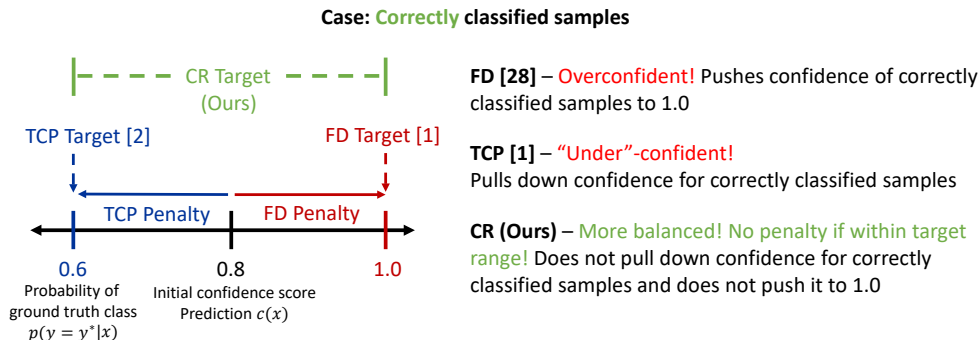 Case: Correctly classified samples
CR Target
(Ours)
TCP Target [2]
FD Target [1]
TCP Penalty
FD Penalty
0.6
0.8
1.0
Probability of
ground truth class
p(y = y*|x)
Initial confidence score
Prediction c(x)
FD [28] – Overconfident! Pushes confidence of correctly
classified samples to 1.0
TCP [1] – “Under”-confident!
Pulls down confidence for correctly classified samples
CR (Ours) – More balanced! No penalty if within target
range! Does not pull down confidence for correctly
classified samples and does not push it to 1.0